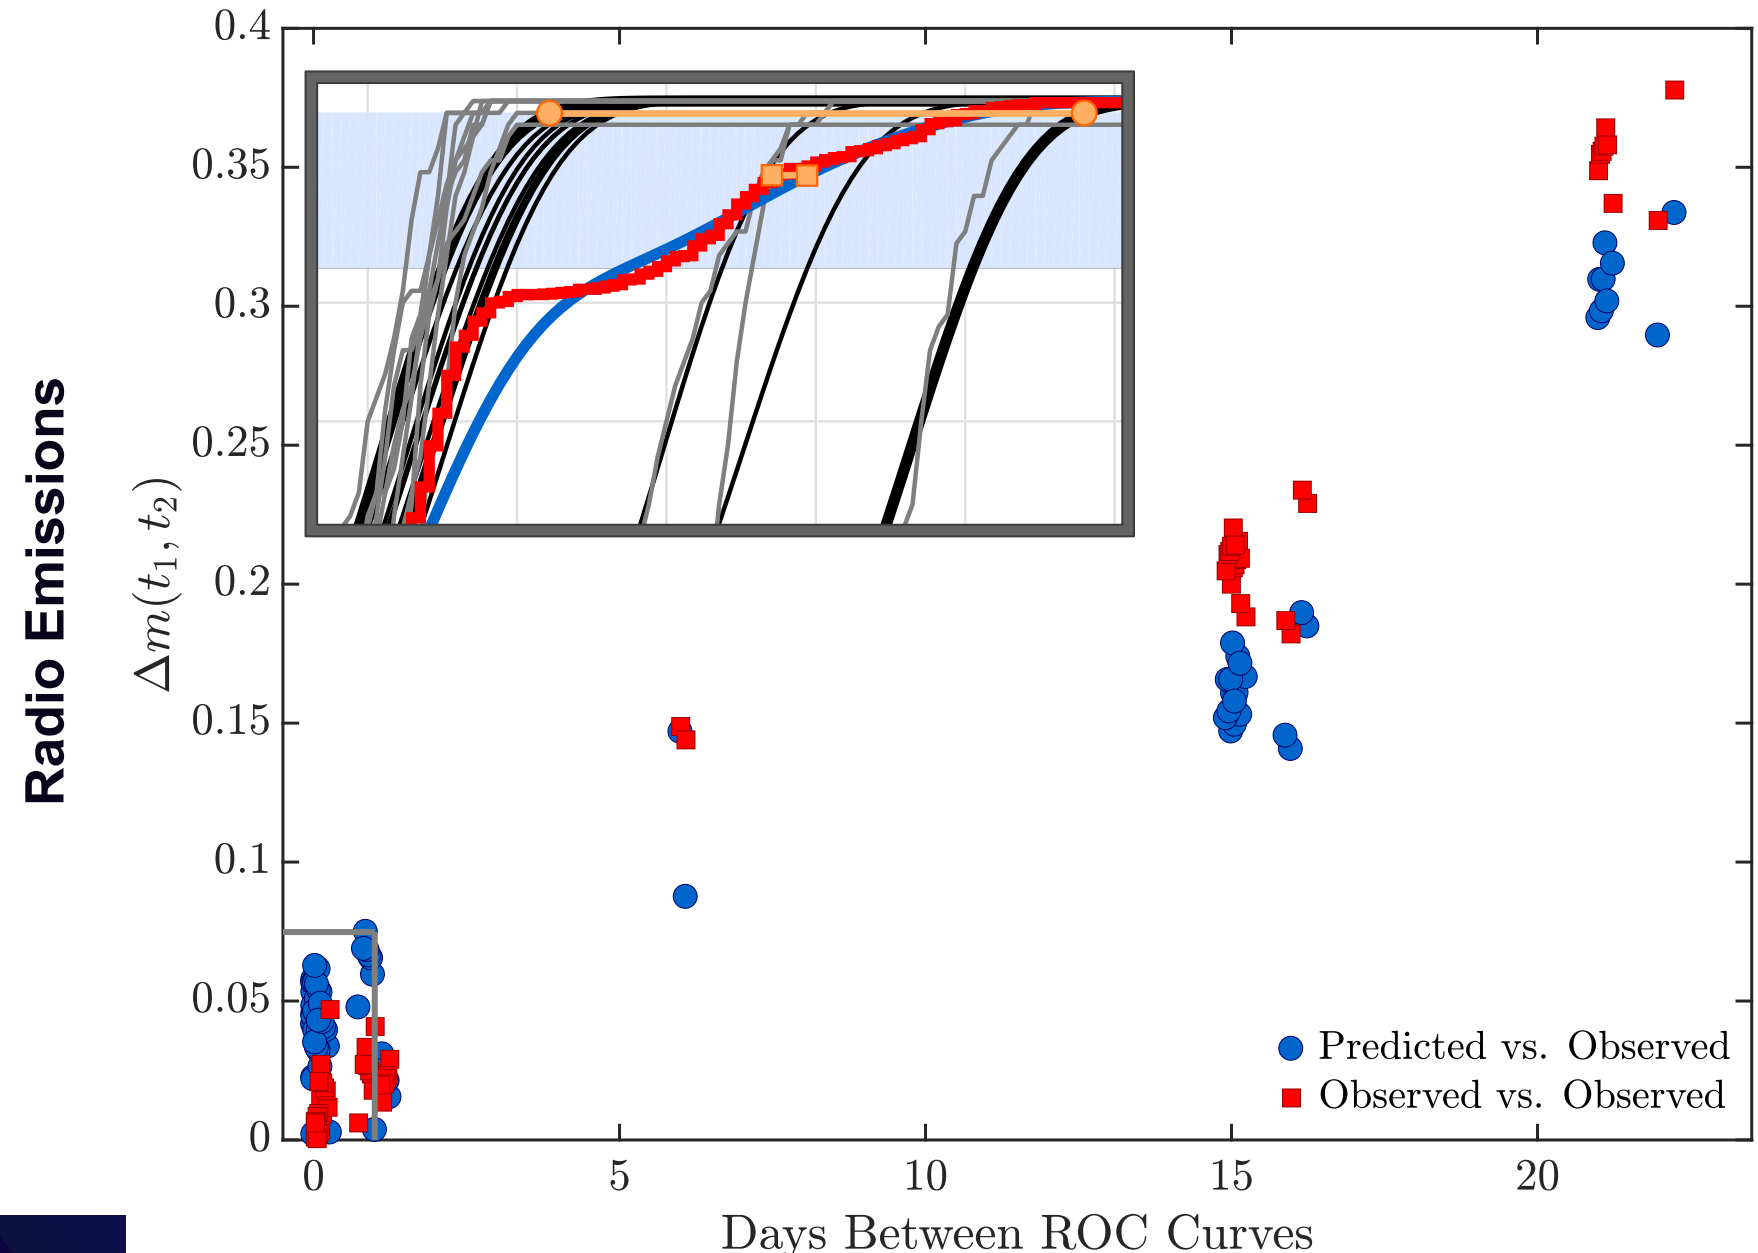 Radio Emissions
Δm(t₁, t₂)
0.4
0.35
0.3
0.25
0.2
0.15
0.1
0.05
0
0 5 10 15 20
Days Between ROC Curves
Predicted vs. Observed
Observed vs. Observed